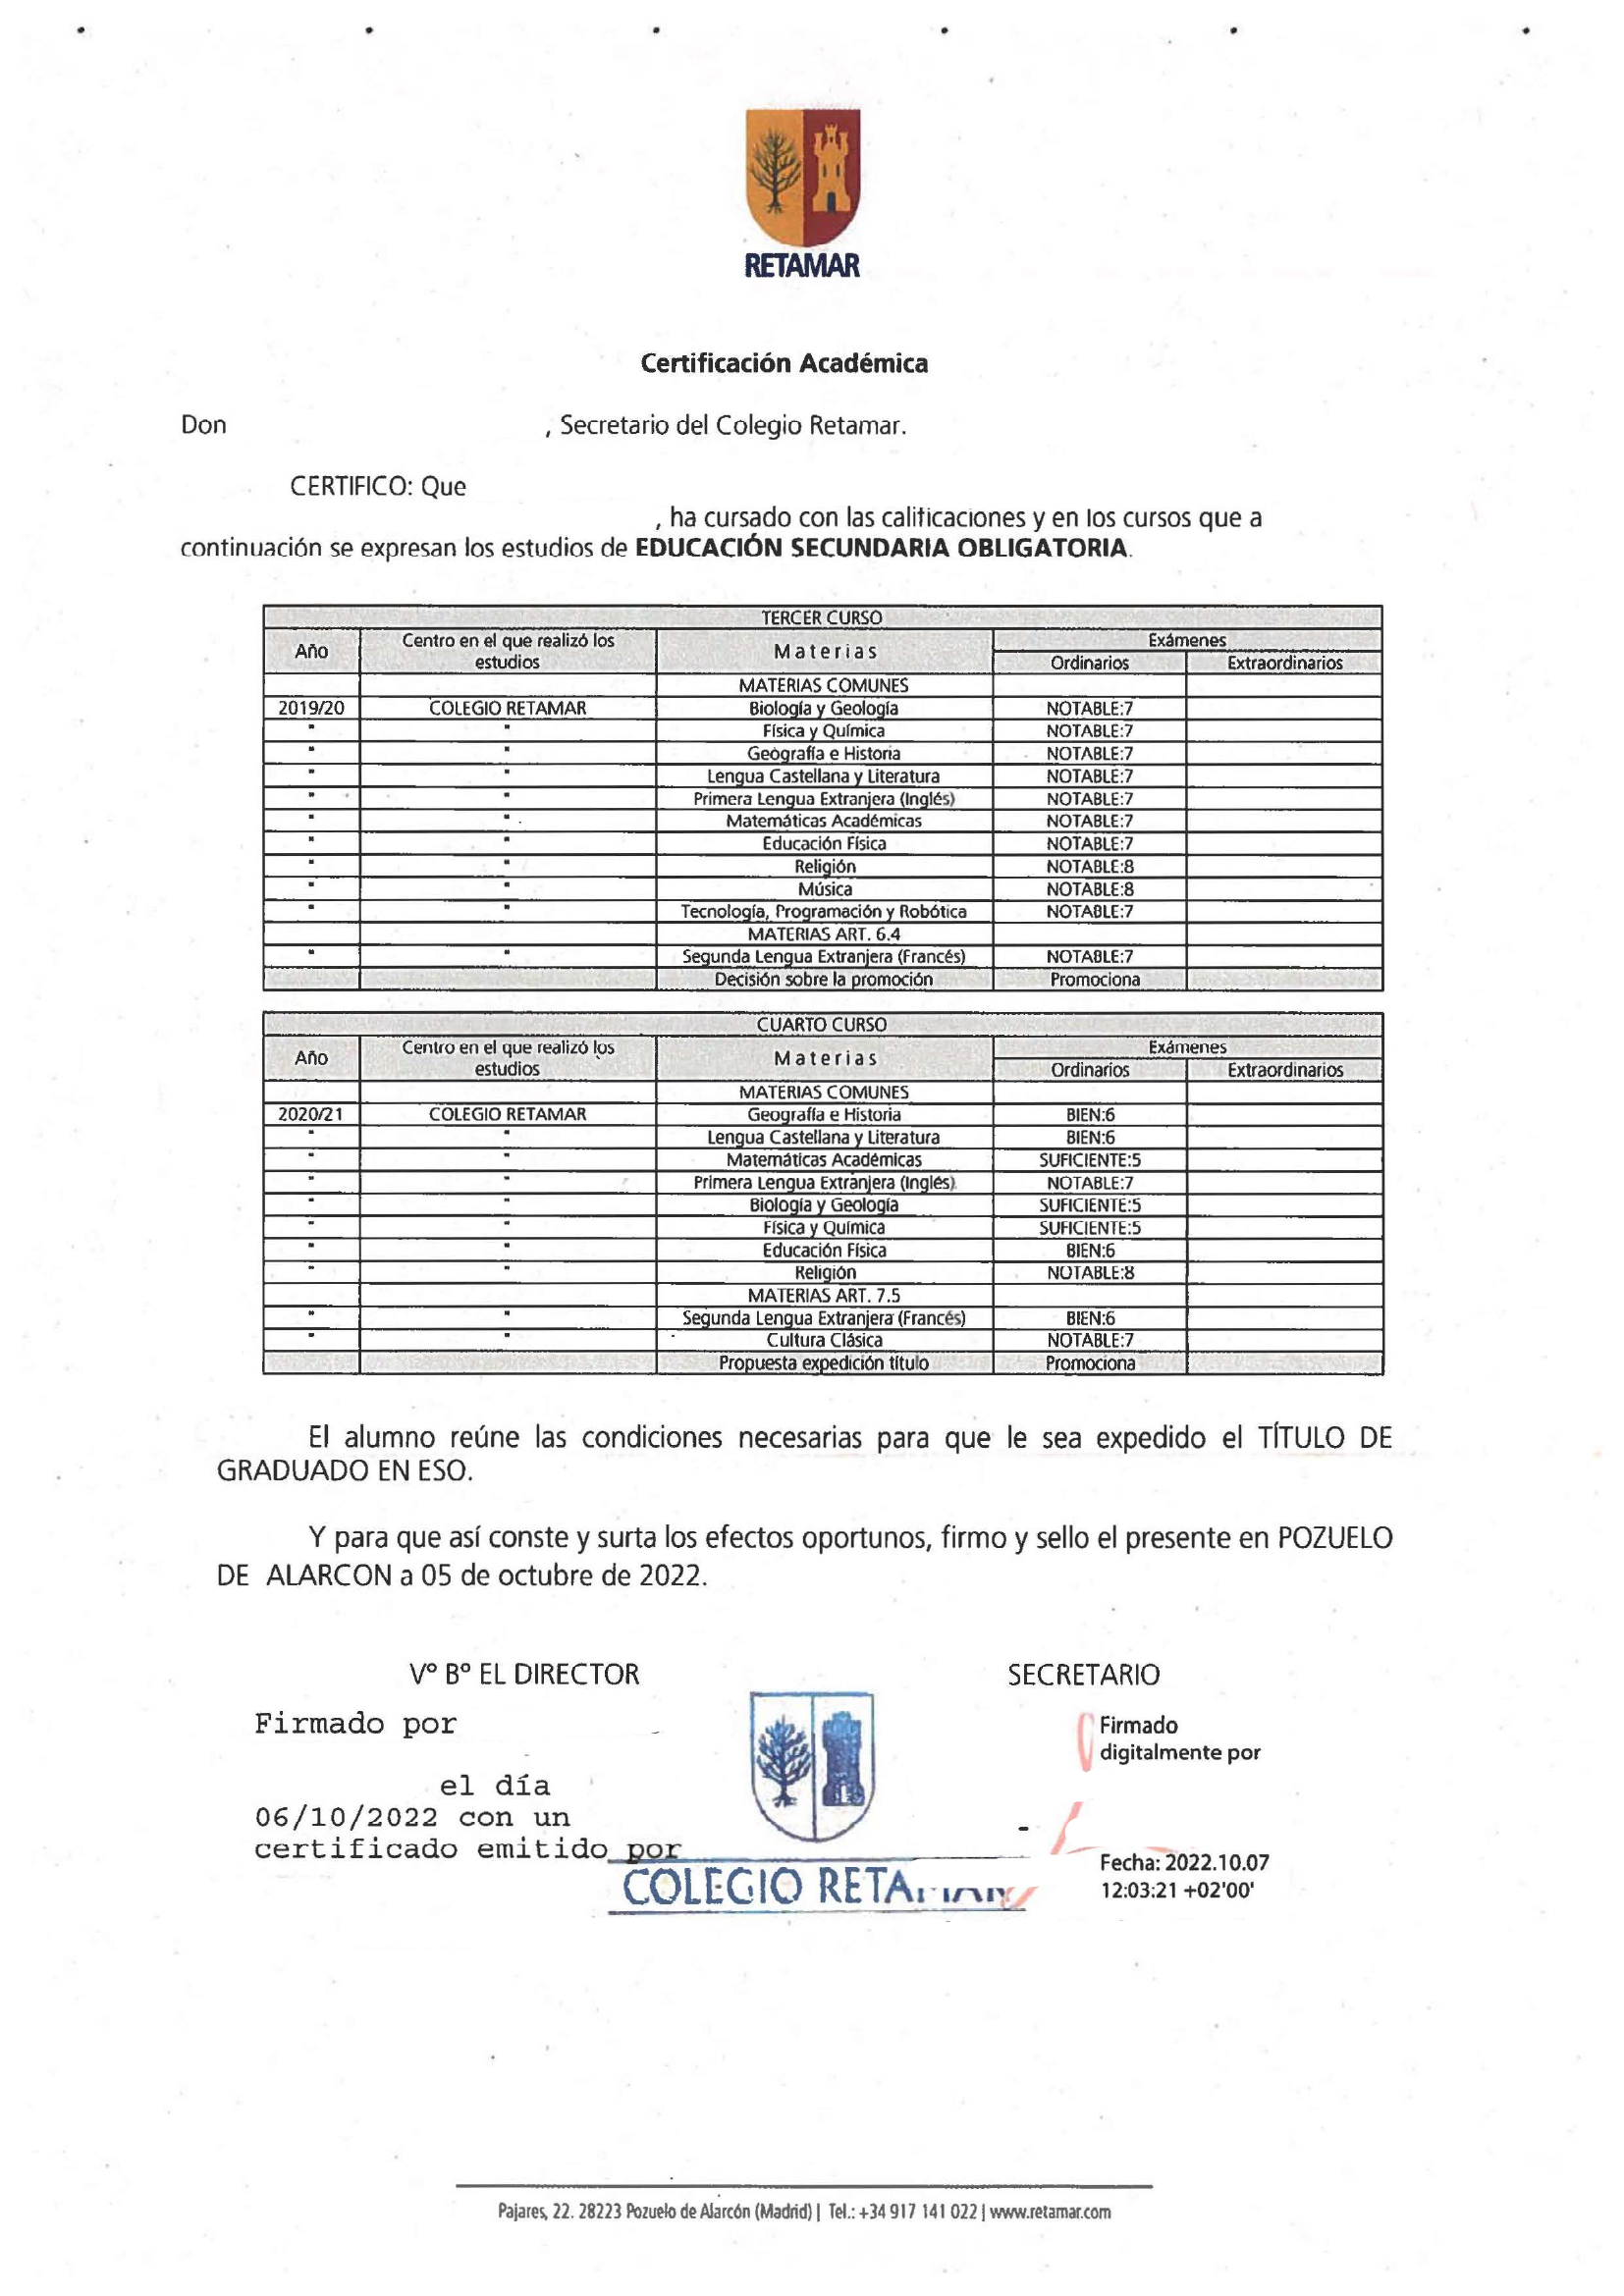 RETAMAR
Certificación Académica
Don , Secretario del Colegio Retamar.
CERTIFICO: Que
, ha cursado con las calificaciones y en los cursos que a
continuación se expresan los estudios de EDUCACIÓN SECUNDARIA OBLIGATORIA.
TERCER CURSO
Año Centro en el que realizó los estudios Materias Exámenes
Ordinarios Extraordinarios
MATERIAS COMUNES
2019/20 COLEGIO RETAMAR Biología y Geología NOTABLE:7
" " Física y Química NOTABLE:7
" " Geografía e Historia NOTABLE:7
" " Lengua Castellana y Literatura NOTABLE:7
" " Primera Lengua Extranjera (Inglés) NOTABLE:7
" " Matemáticas Académicas NOTABLE:7
" " Educación Física NOTABLE:7
" " Religión NOTABLE:8
" " Música NOTABLE:8
" " Tecnología, Programación y Robótica NOTABLE:7
MATERIAS ART. 6.4
" " Segunda Lengua Extranjera (Francés) NOTABLE:7
Decisión sobre la promoción Promociona
CUARTO CURSO
Año Centro en el que realizó los estudios Materias Exámenes
Ordinarios Extraordinarios
MATERIAS COMUNES
2020/21 COLEGIO RETAMAR Geografía e Historia BIEN:6
" " Lengua Castellana y Literatura BIEN:6
" " Matemáticas Académicas SUFICIENTE:5
" " Primera Lengua Extranjera (Inglés) NOTABLE:7
" " Biología y Geología SUFICIENTE:5
" " Física y Química SUFICIENTE:5
" " Educación Física BIEN:6
" " Religión NOTABLE:8
MATERIAS ART. 7.5
" " Segunda Lengua Extranjera (Francés) BIEN:6
" " Cultura Clásica NOTABLE:7
Propuesta expedición título Promociona
El alumno reúne las condiciones necesarias para que le sea expedido el TÍTULO DE
GRADUADO EN ESO.
Y para que así conste y surta los efectos oportunos, firmo y sello el presente en POZUELO
DE ALARCON a 05 de octubre de 2022.
Vº Bº EL DIRECTOR SECRETARIO
Firmado por
el día
06/10/2022 con un
certificado emitido por
COLEGIO RETAMAR
Firmado
digitalmente por
Fecha: 2022.10.07
12:03:21 +02'00'
Pajares, 22. 28223 Pozuelo de Alarcón (Madrid) | Tel.: +34 917 141 022 | www.retamar.com